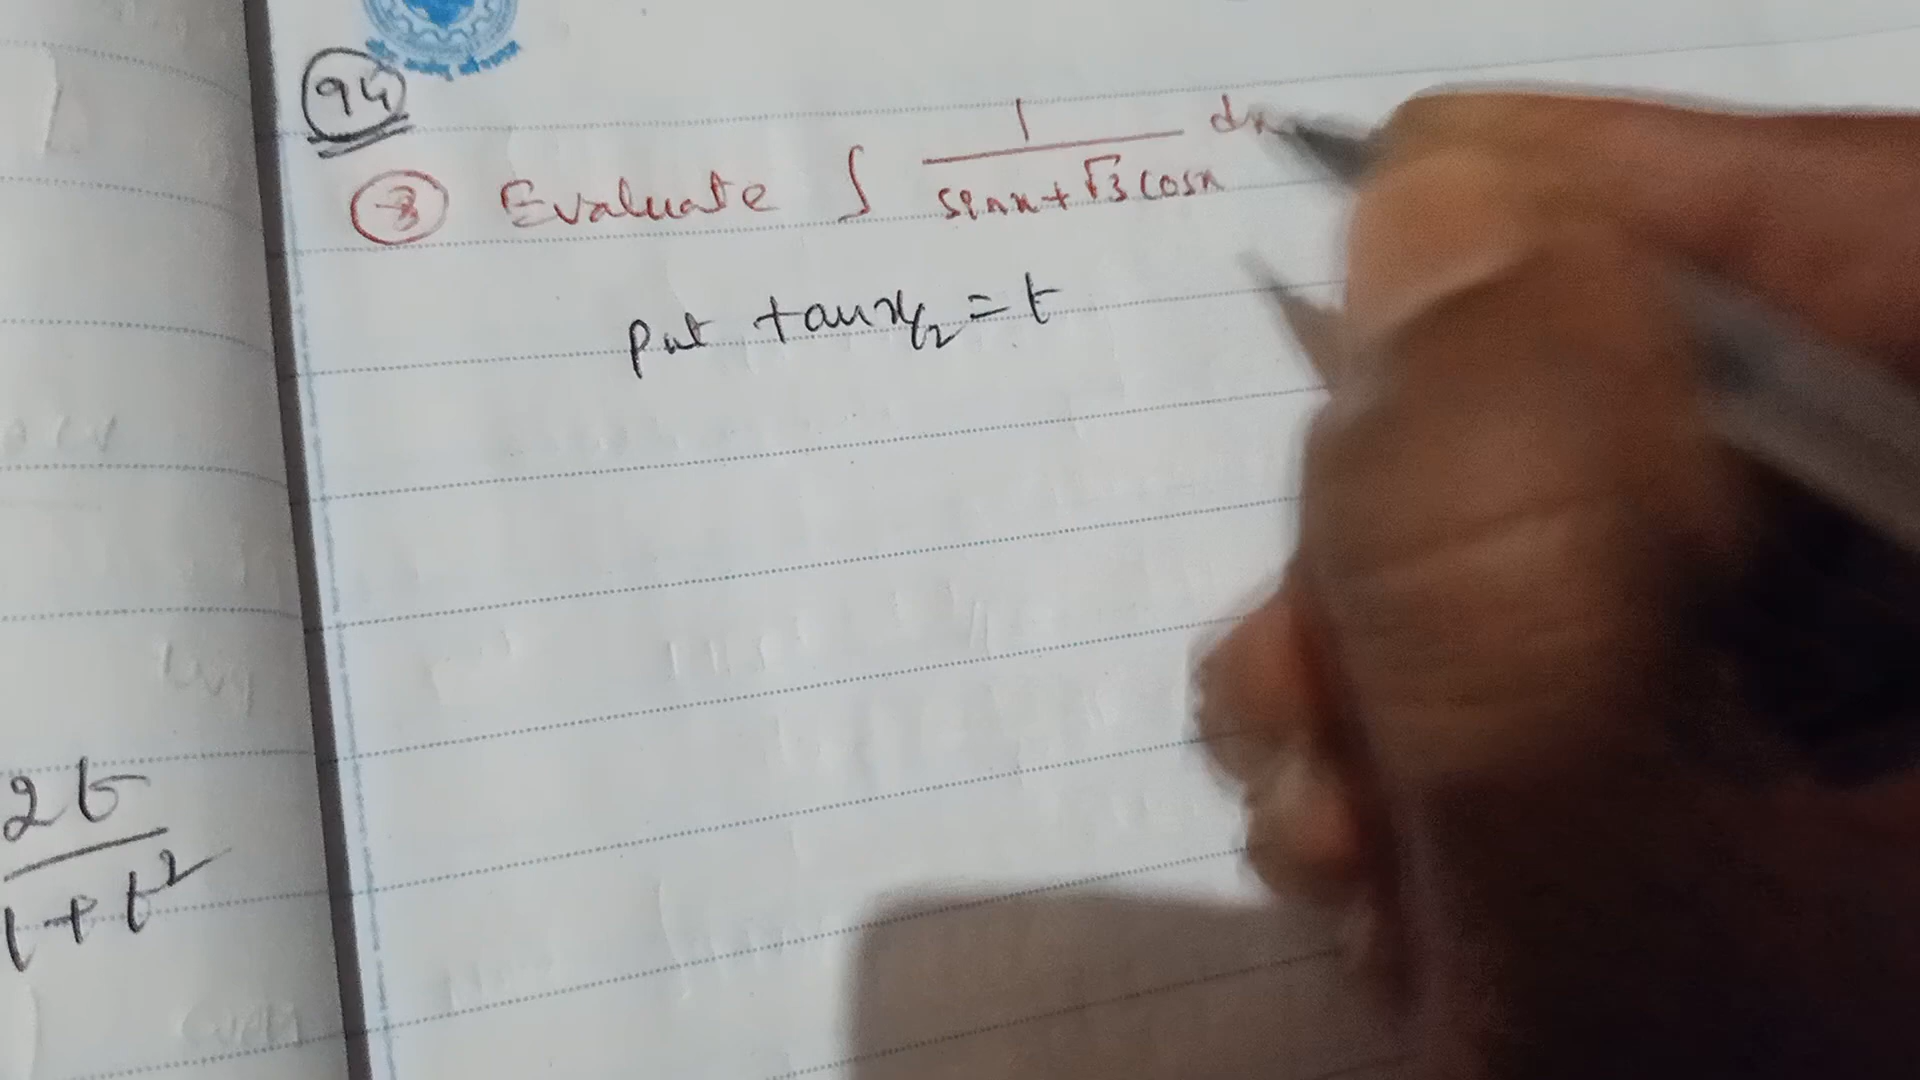 94
3 Evaluate ∫ 1/(sinx+√3 cosx) dx
put tan x/2 = t
2t
1+t²